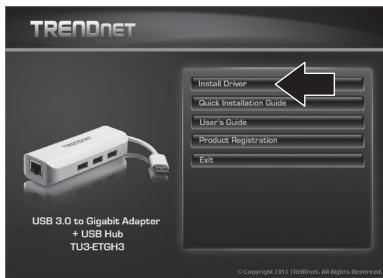 TRENDNET
Install Driver
Quick Installation Guide
User's Guide
Product Registration
Exit
TRENDNET
USB 3.0 to Gigabit Adapter
+ USB Hub
TU3-ETGH3
©Copyright 2013 TRENDnet. All Rights Reserved.